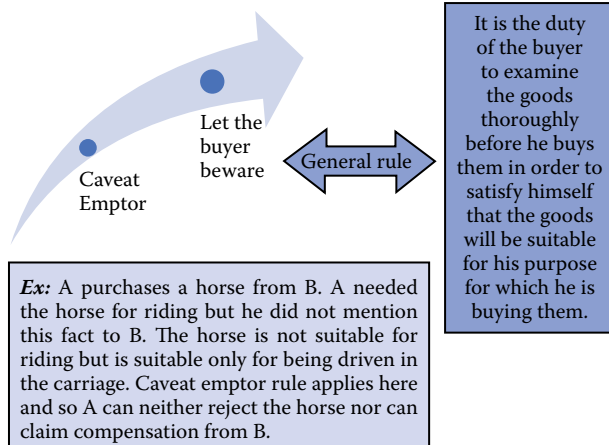 Caveat
Emptor
Let the
buyer
beware
General rule
It is the duty
of the buyer
to examine
the goods
thoroughly
before he buys
them in order to
satisfy himself
that the goods
will be suitable
for his purpose
for which he is
buying them.
Ex: A purchases a horse from B. A needed
the horse for riding but he did not mention
this fact to B. The horse is not suitable for
riding but is suitable only for being driven in
the carriage. Caveat emptor rule applies here
and so A can neither reject the horse nor can
claim compensation from B.